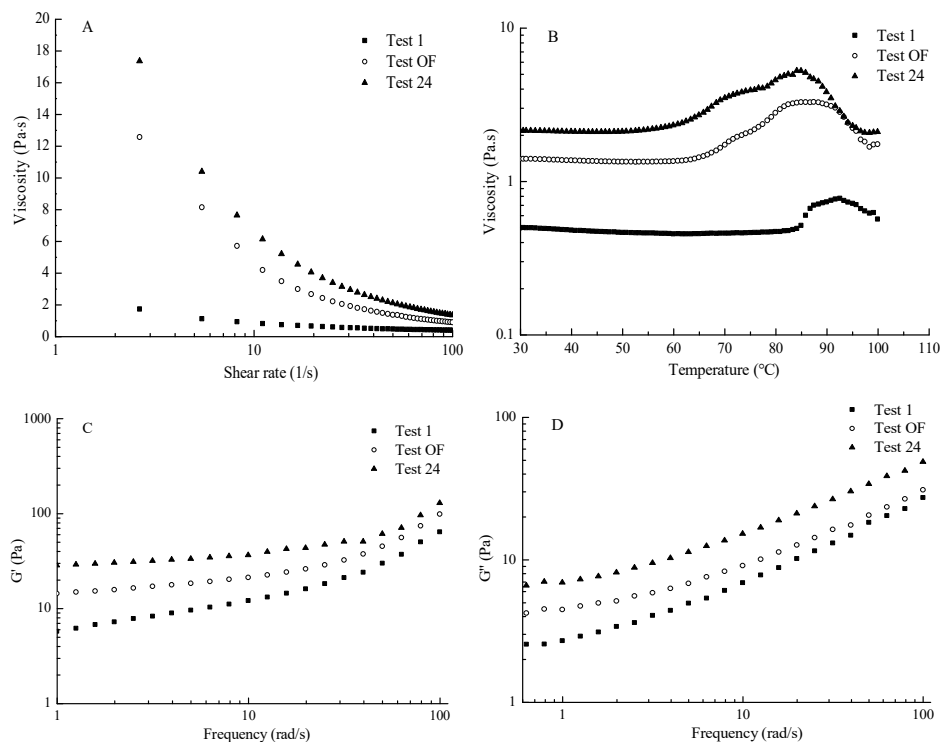 A
Test 1
Test OF
Test 24
20
18
16
14
12
10
8
6
4
2
0
Viscosity (Pa·s)
1
10
100
Shear rate (1/s)
B
Test 1
Test OF
Test 24
10
1
0.1
Viscosity (Pa.s)
30
40
50
60
70
80
90
100
110
Temperature (°C)
C
Test 1
Test OF
Test 24
1000
100
10
1
G' (Pa)
1
10
100
Frequency (rad/s)
D
Test 1
Test OF
Test 24
100
10
1
G'' (Pa)
1
10
100
Frequency (rad/s)